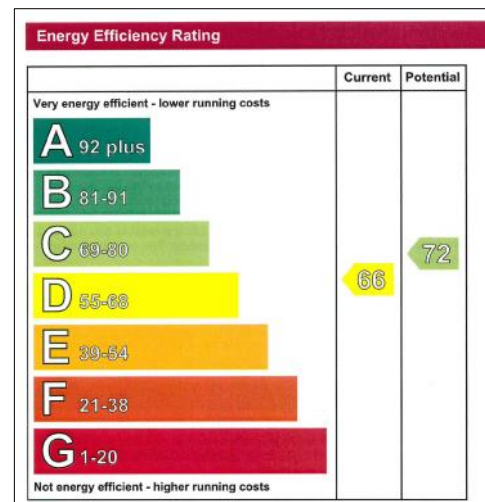 Energy Efficiency Rating
Current Potential
Very energy efficient - lower running costs
A 92 plus
B 81-91
C 69-80
72
D 55-68
66
E 39-54
F 21-38
G 1-20
Not energy efficient - higher running costs